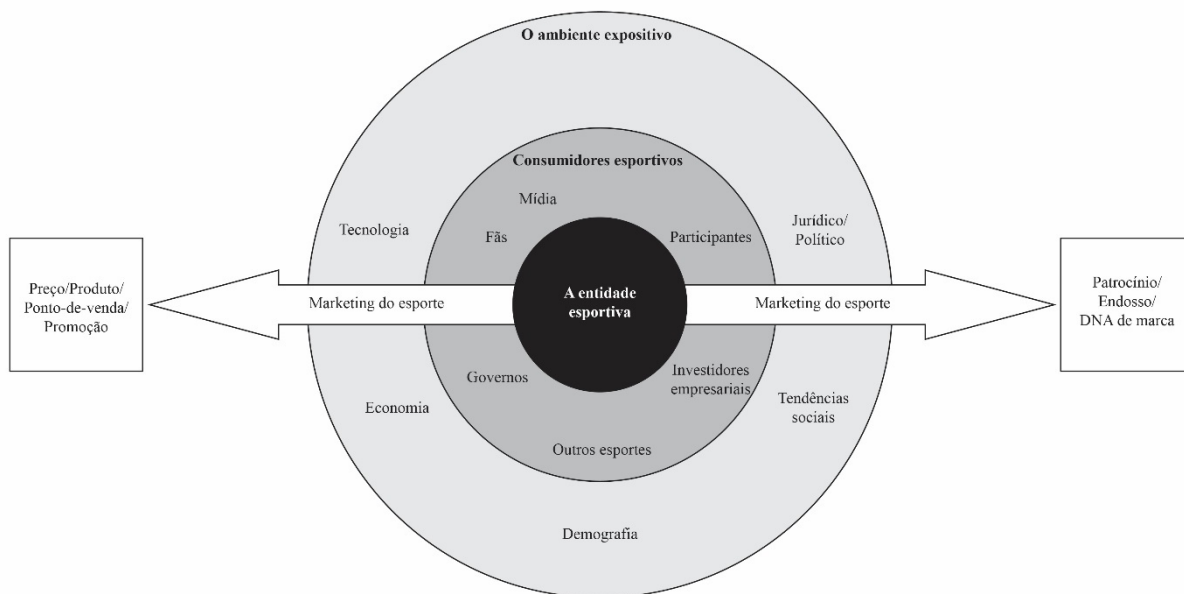 O ambiente expositivo
Consumidores esportivos
Mídia
Tecnologia
Fãs
Participantes
Jurídico/
Político
Preço/Produto/
Ponto-de-venda/
Promoção
Marketing do esporte
A entidade
esportiva
Marketing do esporte
Patrocínio/
Endosso/
DNA de marca
Governos
Investidores
empresariais
Economia
Tendências
sociais
Outros esportes
Demografia